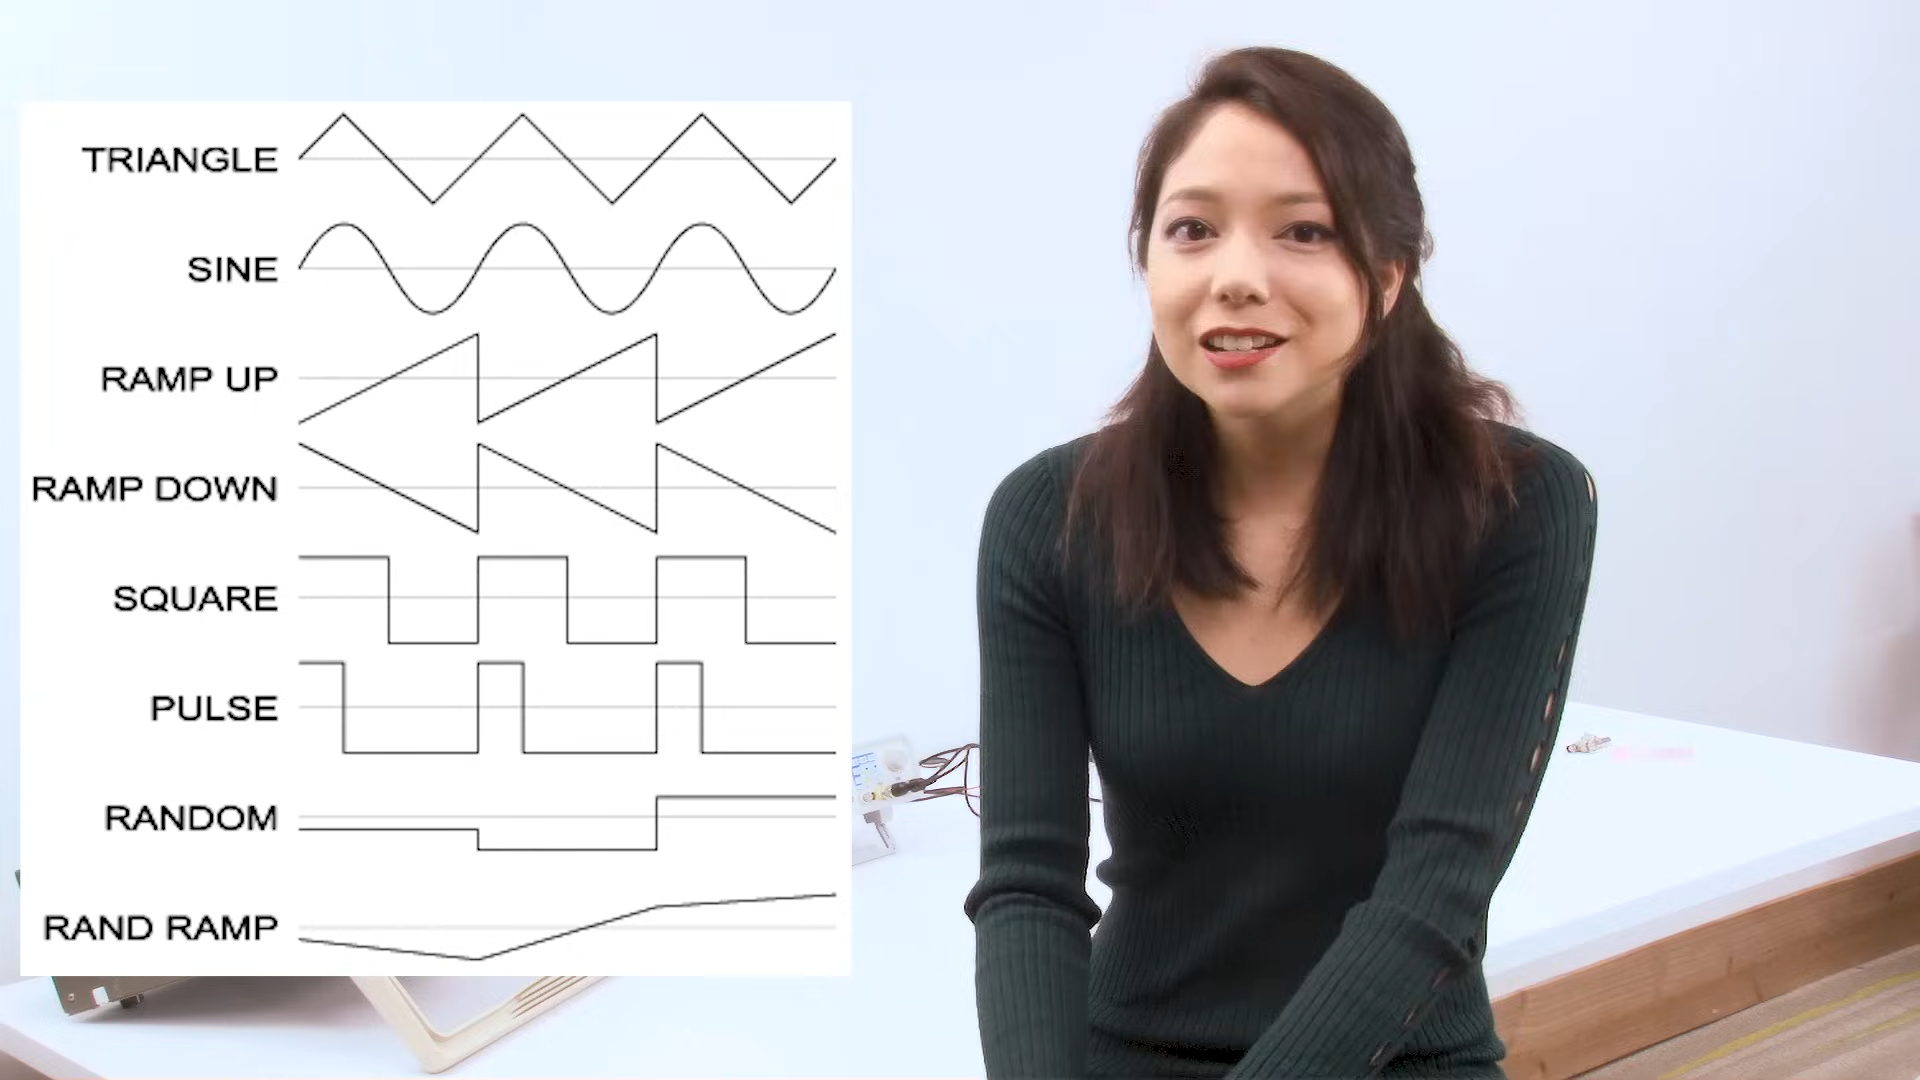 TRIANGLE
SINE
RAMP UP
RAMP DOWN
SQUARE
PULSE
RANDOM
RAND RAMP